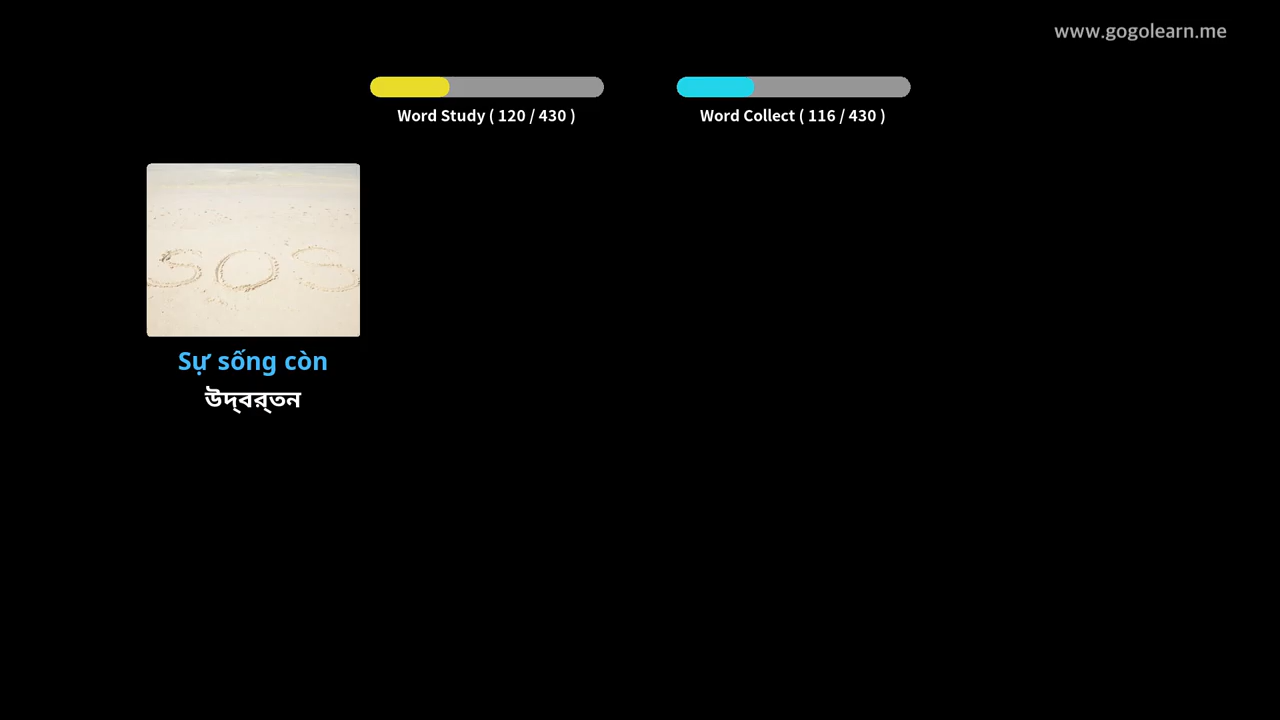 www.gogolearn.me
Word Study ( 120 / 430 )
Word Collect ( 116 / 430 )
SOS
Sự sống còn
উদ্‌বর্তন